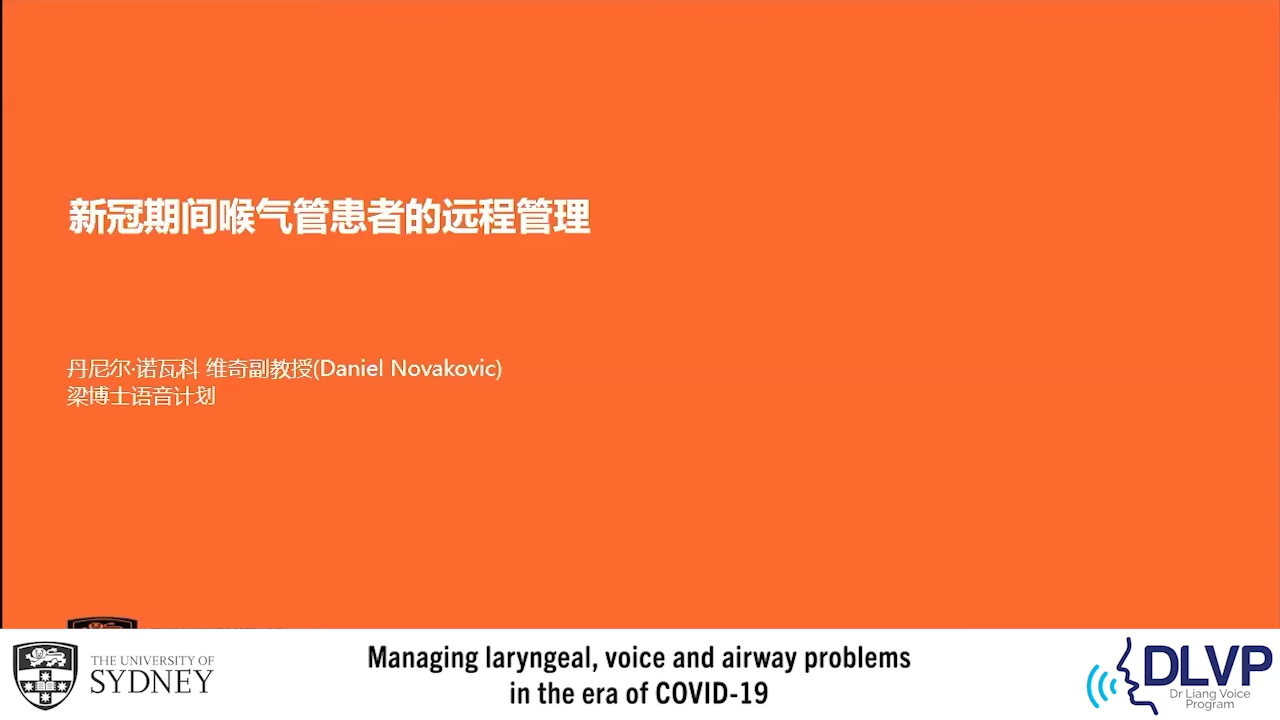 新冠期间喉气管患者的远程管理
丹尼尔·诺瓦科 维奇副教授(Daniel Novakovic)
梁博士语音计划
THE UNIVERSITY OF
SYDNEY
Managing laryngeal, voice and airway problems
in the era of COVID-19
DLVP
Dr Liang Voice
Program